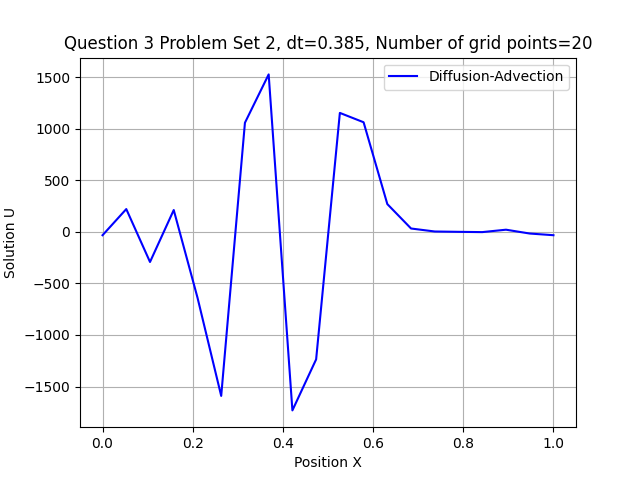 Question 3 Problem Set 2, dt=0.385, Number of grid points=20
Diffusion-Advection
1500
1000
500
0
−500
−1000
−1500
Solution U
0.0 0.2 0.4 0.6 0.8 1.0
Position X